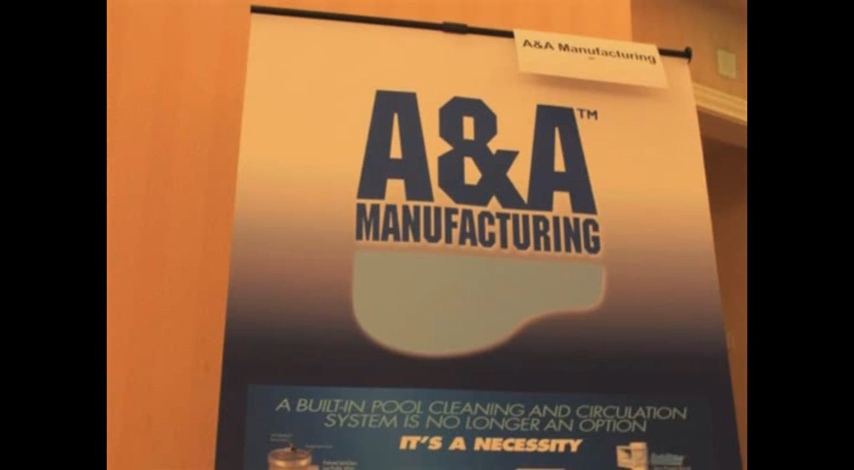 A&A Manufacturing
A&A™
MANUFACTURING
A BUILT-IN POOL CLEANING AND CIRCULATION
SYSTEM IS NO LONGER AN OPTION
IT'S A NECESSITY